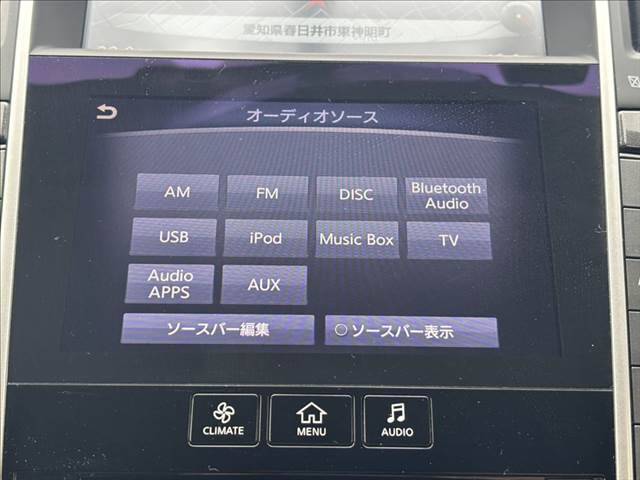 愛知県春日井市東神明町
オーディオソース
AM
FM
DISC
Bluetooth
Audio
USB
iPod
Music Box
TV
Audio
APPS
AUX
ソースバー編集
ソースバー表示
CLIMATE
MENU
AUDIO